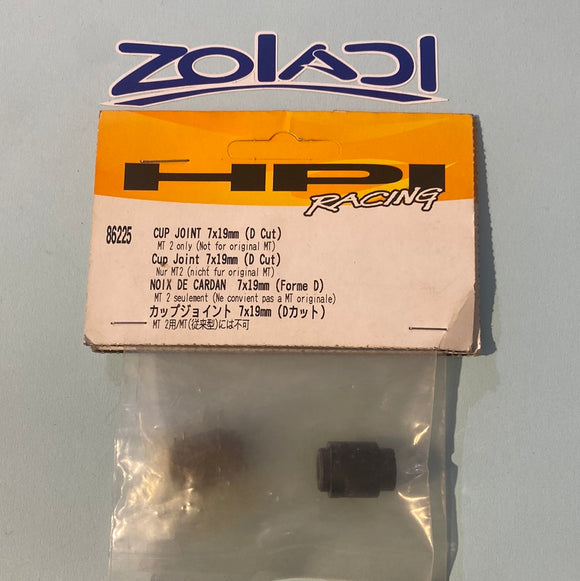 ZOIADI
HPI
RACING
86225
CUP JOINT 7x19mm (D Cut)
MT 2 only (Not for original MT)
Cup Joint 7x19mm (D Cut)
Nur MT2 (nicht fur original MT)
NOIX DE CARDAN 7x19mm (Forme D)
MT 2 seulement (Ne convient pas a MT originale)
カップジョイント 7x19mm (Dカット)
MT 2用/MT(従来型)には不可